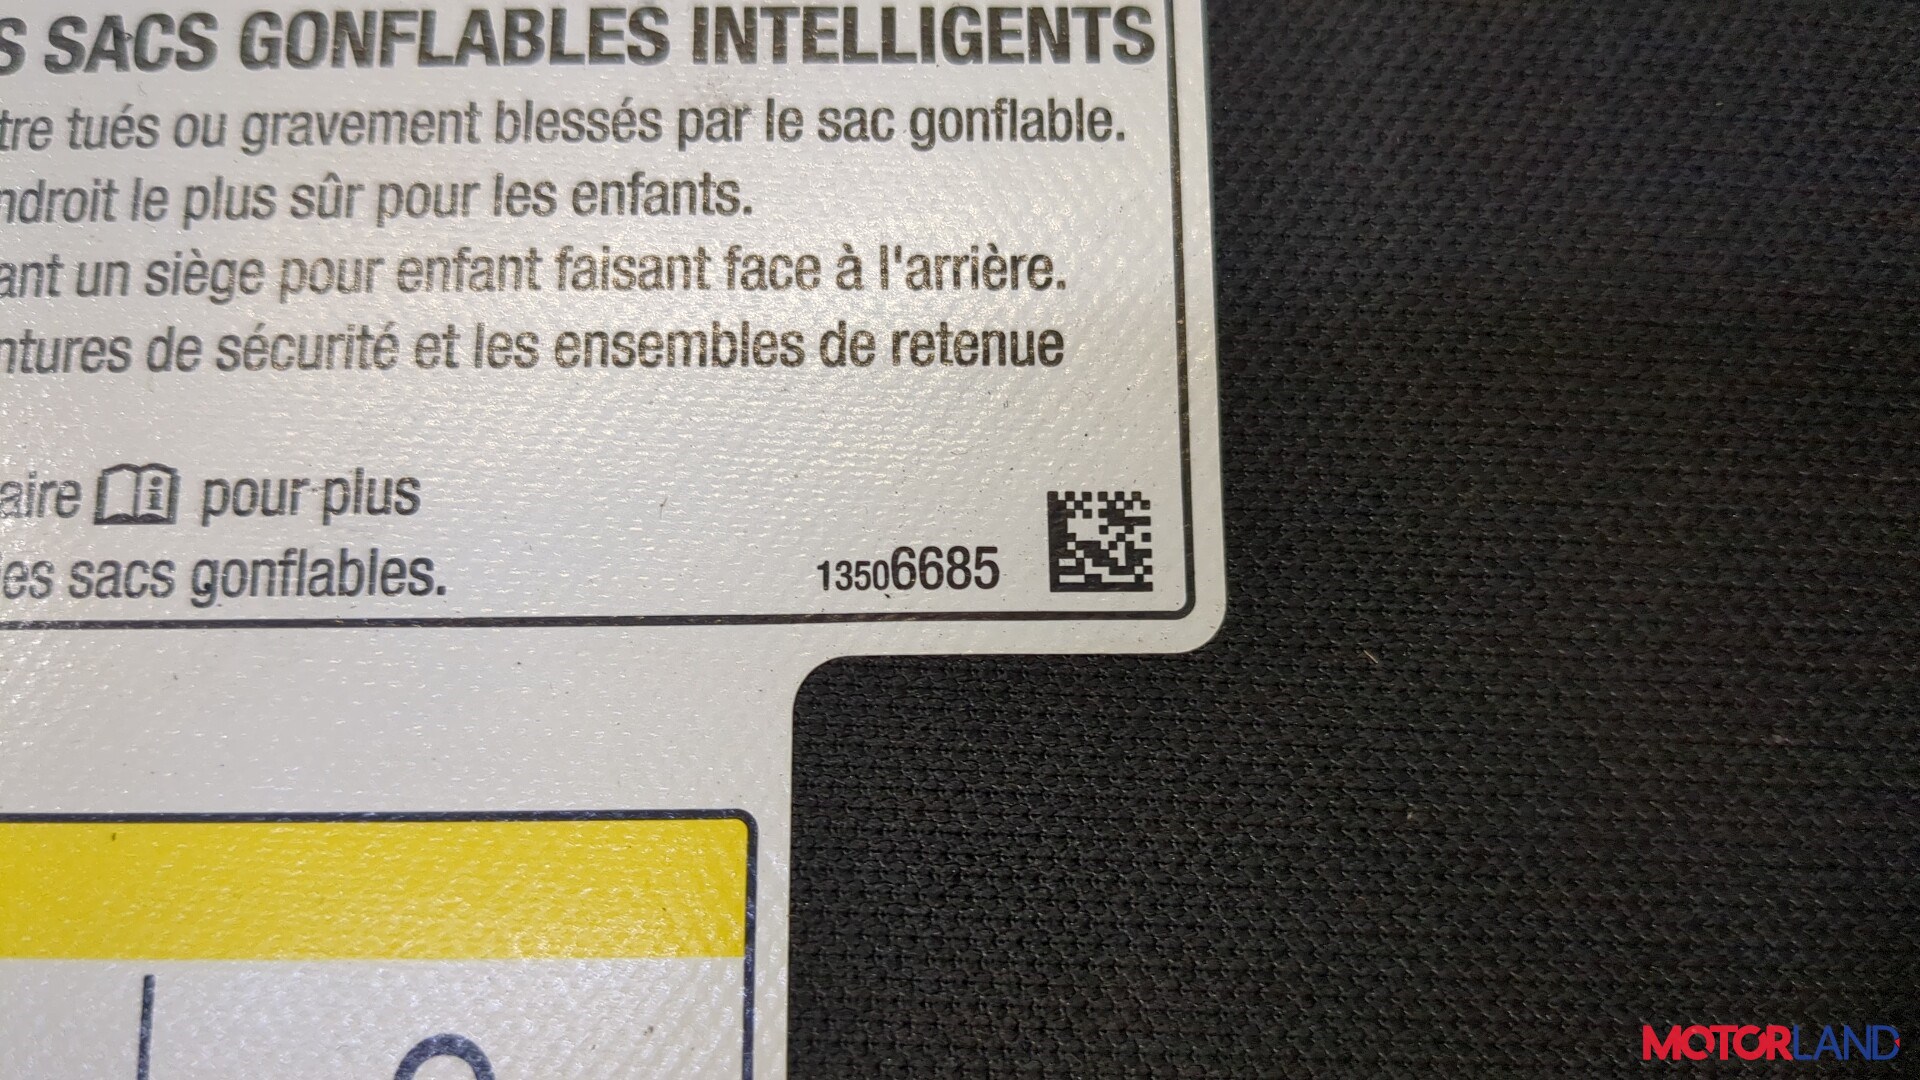 S SACS GONFLABLES INTELLIGENTS
tre tués ou gravement blessés par le sac gonflable.
ndroit le plus sûr pour les enfants.
ant un siège pour enfant faisant face à l'arrière.
ntures de sécurité et les ensembles de retenue
aire pour plus
es sacs gonflables.
13506685
MOTORLAND